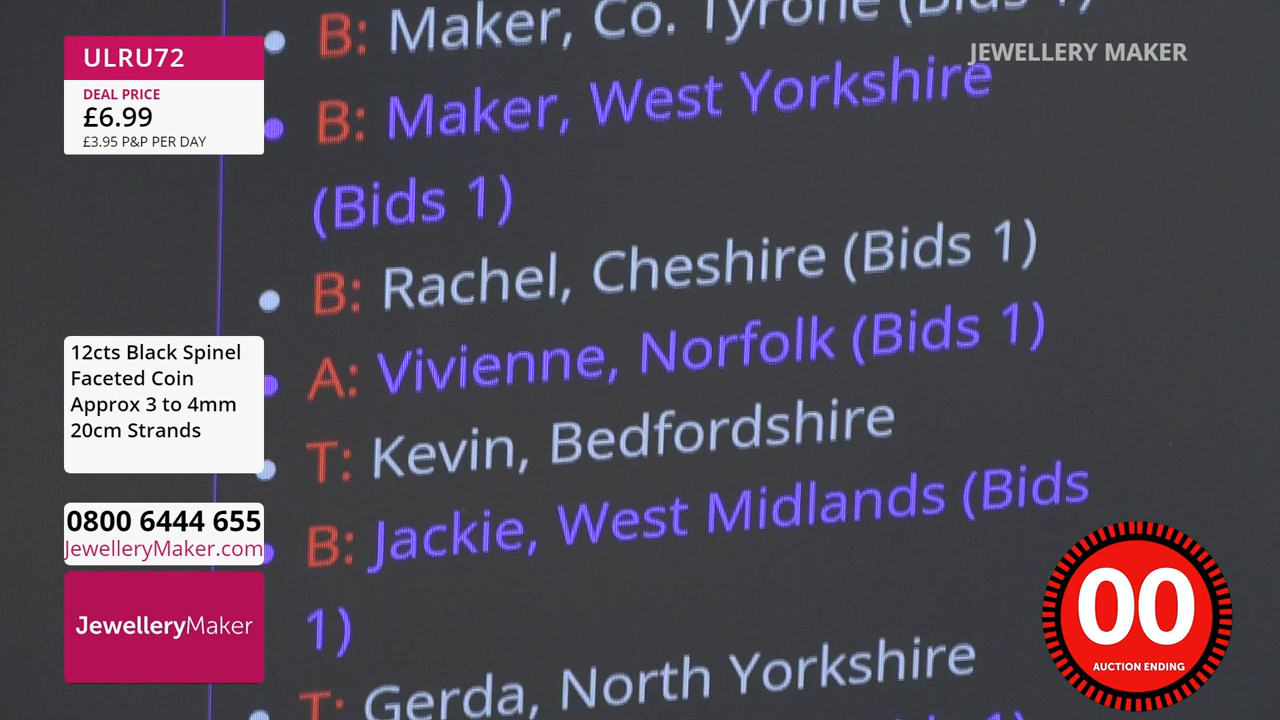 ULRU72
DEAL PRICE
£6.99
£3.95 P&P PER DAY
12cts Black Spinel
Faceted Coin
Approx 3 to 4mm
20cm Strands
0800 6444 655
JewelleryMaker.com
JewelleryMaker
JEWELLERY MAKER
B: Maker, Co. Tyrone (Bids 1)
B: Maker, West Yorkshire
(Bids 1)
B: Rachel, Cheshire (Bids 1)
A: Vivienne, Norfolk (Bids 1)
T: Kevin, Bedfordshire
B: Jackie, West Midlands (Bids
1)
T: Gerda, North Yorkshire
00
AUCTION ENDING